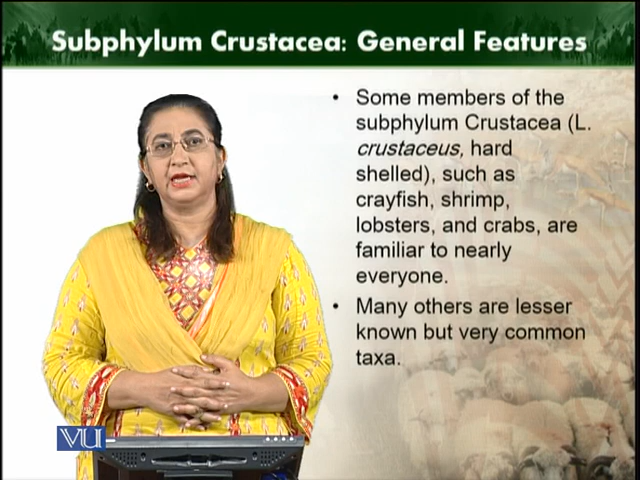 Subphylum Crustacea: General Features
• Some members of the
subphylum Crustacea (L.
crustaceus, hard
shelled), such as
crayfish, shrimp,
lobsters, and crabs, are
familiar to nearly
everyone.
• Many others are lesser
known but very common
taxa.
VU